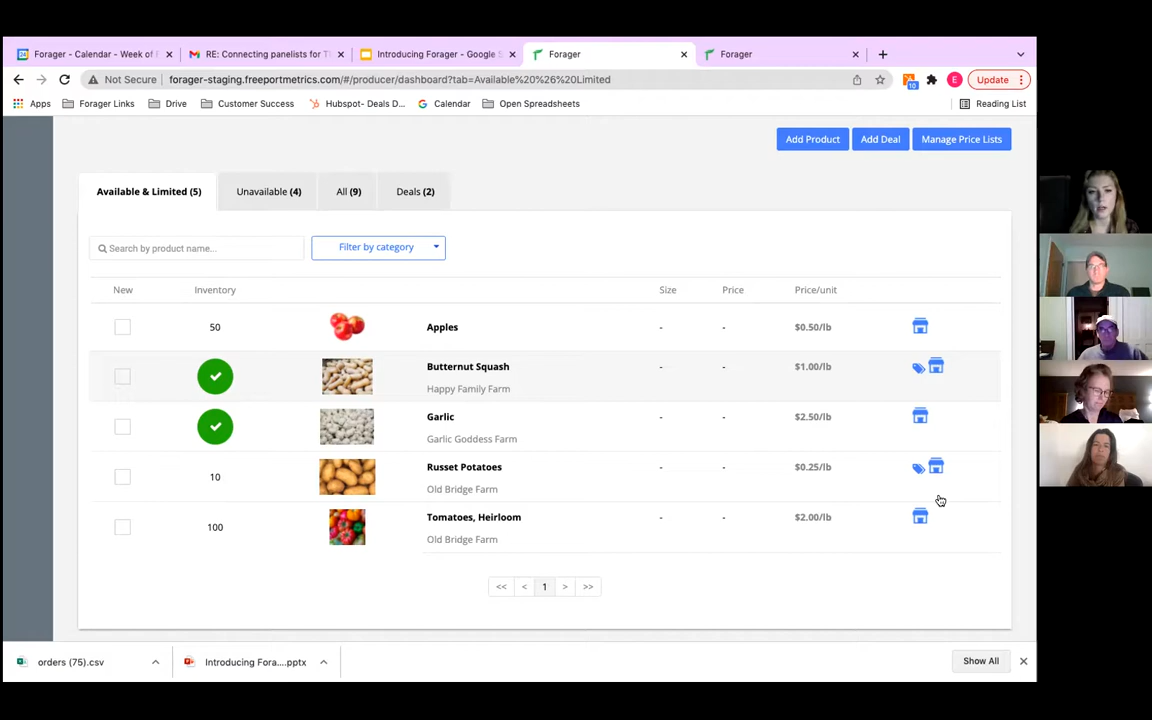 Forager - Calendar - Week of F
RE: Connecting panelists for T
Introducing Forager - Google S
Forager
Forager
Not Secure
forager-staging.freeportmetrics.com/#/producer/dashboard?tab=Available%20%26%20Limited
10
E
Update
Apps
Forager Links
Drive
Customer Success
Hubspot- Deals D...
Calendar
Open Spreadsheets
Reading List
Add Product
Add Deal
Manage Price Lists
Available & Limited (5)
Unavailable (4)
All (9)
Deals (2)
Search by product name...
Filter by category
New Inventory Size Price Price/unit
50 Apples - - $0.50/lb
Butternut Squash - - $1.00/lb
Happy Family Farm
Garlic - - $2.50/lb
Garlic Goddess Farm
10 Russet Potatoes - - $0.25/lb
Old Bridge Farm
100 Tomatoes, Heirloom - - $2.00/lb
Old Bridge Farm
<< < 1 > >>
orders (75).csv
Introducing Fora....pptx
Show All